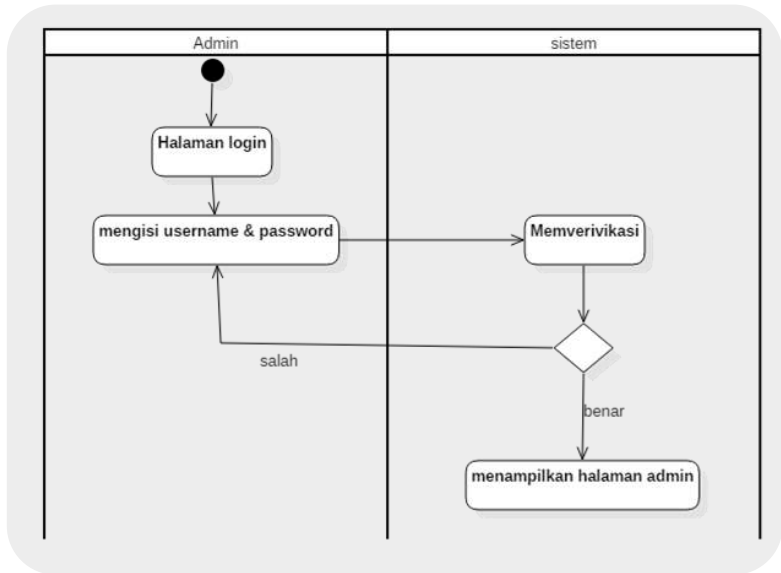 Admin
sistem
Halaman login
mengisi username & password
Memverivikasi
salah
benar
menampilkan halaman admin